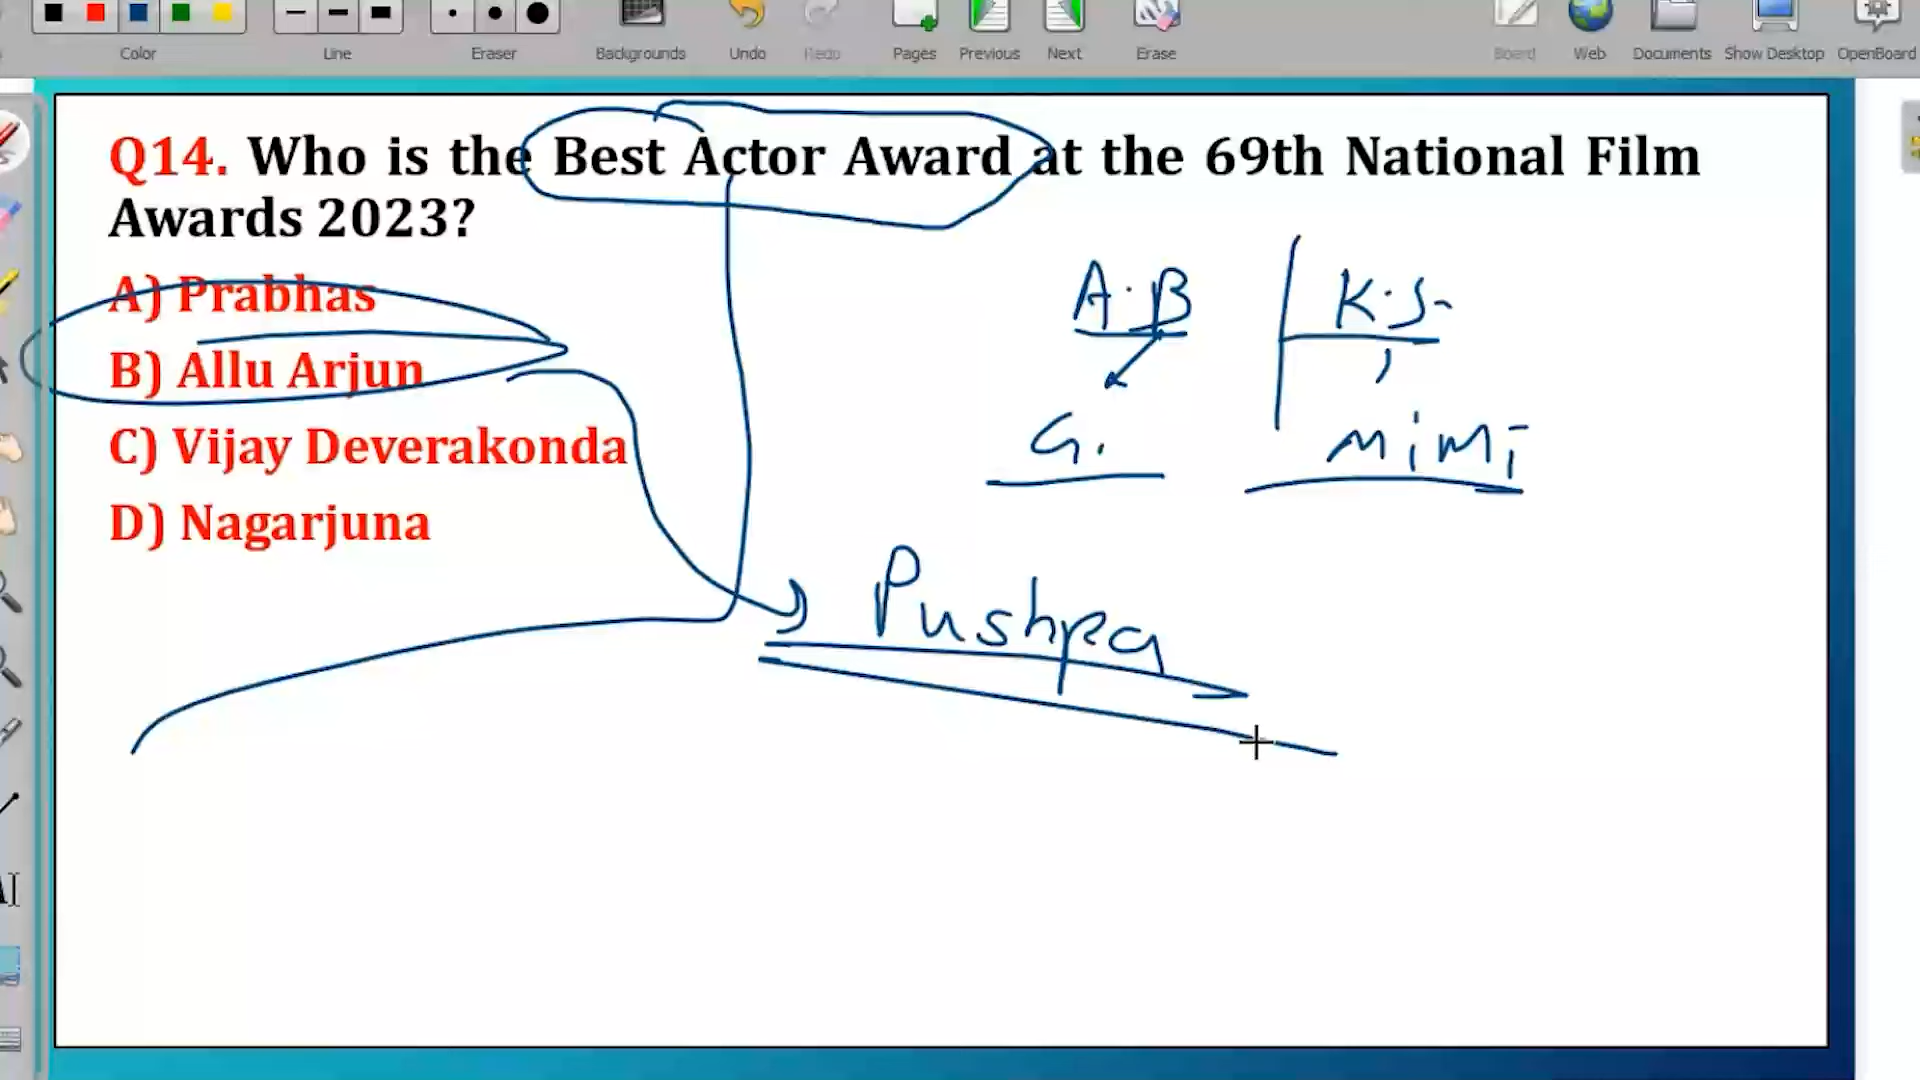 Color
Line
Eraser
Backgrounds
Undo
Redo
Pages
Previous
Next
Erase
Board
Web
Documents
Show Desktop
OpenBoard
Q14. Who is the Best Actor Award at the 69th National Film
Awards 2023?
A) Prabhas
B) Allu Arjun
C) Vijay Deverakonda
D) Nagarjuna
A.B
K.S.
G.
MiMi
Pushpa